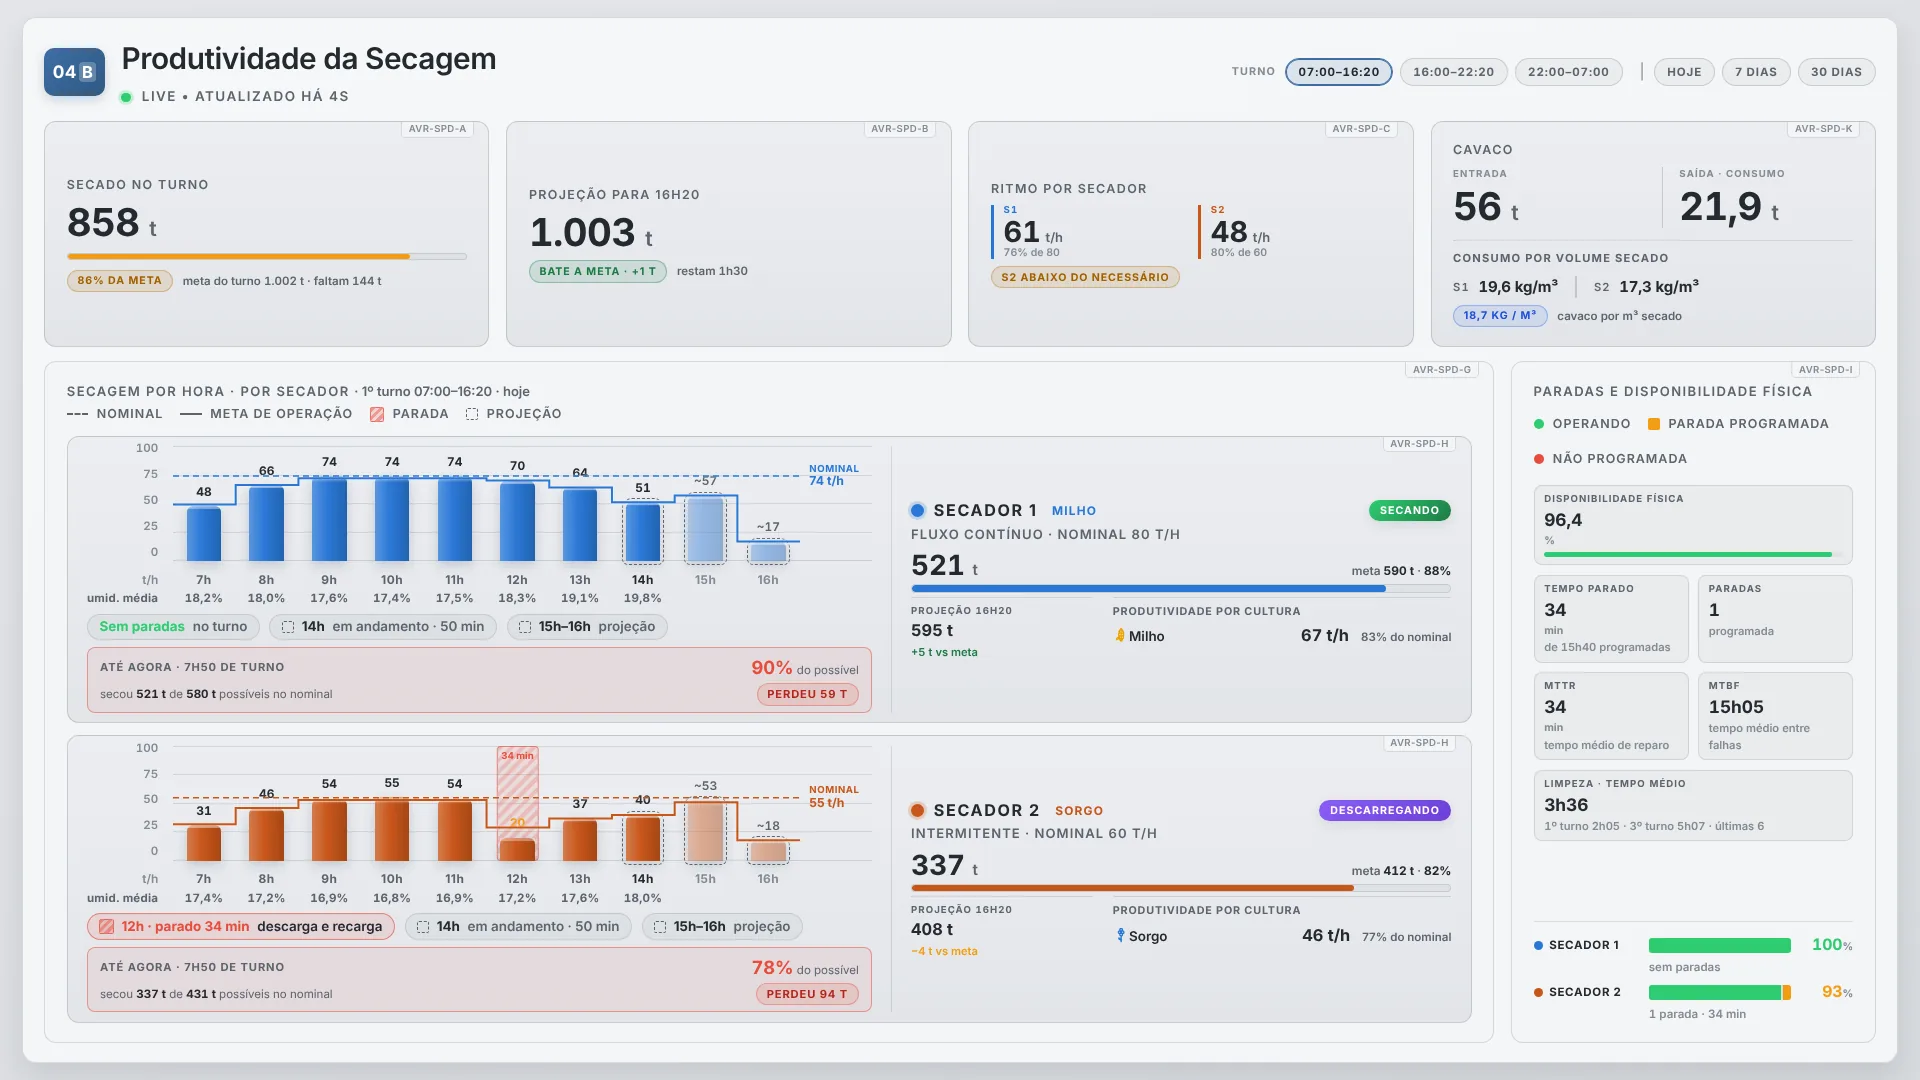 04 B
Produtividade da Secagem
LIVE • ATUALIZADO HÁ 4S
TURNO 07:00–16:20 16:00–22:20 22:00–07:00 HOJE 7 DIAS 30 DIAS
AVR-SPD-A
SECADO NO TURNO
858 t
86% DA META meta do turno 1.002 t · faltam 144 t
AVR-SPD-B
PROJEÇÃO PARA 16H20
1.003 t
BATE A META · +1 T restam 1h30
AVR-SPD-C
RITMO POR SECADOR
S1
61 t/h
76% de 80
S2
48 t/h
80% de 60
S2 ABAIXO DO NECESSÁRIO
AVR-SPD-K
CAVACO
ENTRADA
56 t
SAÍDA · CONSUMO
21,9 t
CONSUMO POR VOLUME SECADO
S1 19,6 kg/m³ S2 17,3 kg/m³
18,7 KG / M³ cavaco por m³ secado
AVR-SPD-G
SECAGEM POR HORA · POR SECADOR · 1º turno 07:00–16:20 · hoje
NOMINAL META DE OPERAÇÃO PARADA PROJEÇÃO
AVR-SPD-H
100
75
50
25
0
48 66 74 74 74 70 64 51 ~57 ~17
NOMINAL
74 t/h
t/h 7h 8h 9h 10h 11h 12h 13h 14h 15h 16h
umid. média 18,2% 18,0% 17,6% 17,4% 17,5% 18,3% 19,1% 19,8%
Sem paradas no turno 14h em andamento · 50 min 15h–16h projeção
ATÉ AGORA · 7H50 DE TURNO
90% do possível
secou 521 t de 580 t possíveis no nominal
PERDEU 59 T
SECADOR 1 MILHO
SECANDO
FLUXO CONTÍNUO · NOMINAL 80 T/H
521 t
meta 590 t · 88%
PROJEÇÃO 16H20
595 t
+5 t vs meta
PRODUTIVIDADE POR CULTURA
Milho 67 t/h 83% do nominal
AVR-SPD-H
100
75
50
25
0
31 46 54 55 54 20 37 40 ~53 ~18
34 min
NOMINAL
55 t/h
t/h 7h 8h 9h 10h 11h 12h 13h 14h 15h 16h
umid. média 17,4% 17,2% 16,9% 16,8% 16,9% 17,2% 17,6% 18,0%
12h · parado 34 min descarga e recarga 14h em andamento · 50 min 15h–16h projeção
ATÉ AGORA · 7H50 DE TURNO
78% do possível
secou 337 t de 431 t possíveis no nominal
PERDEU 94 T
SECADOR 2 SORGO
DESCARREGANDO
INTERMITENTE · NOMINAL 60 T/H
337 t
meta 412 t · 82%
PROJEÇÃO 16H20
408 t
−4 t vs meta
PRODUTIVIDADE POR CULTURA
Sorgo 46 t/h 77% do nominal
AVR-SPD-I
PARADAS E DISPONIBILIDADE FÍSICA
OPERANDO PARADA PROGRAMADA
NÃO PROGRAMADA
DISPONIBILIDADE FÍSICA
96,4
%
TEMPO PARADO
34
min
de 15h40 programadas
PARADAS
1
programada
MTTR
34
min
tempo médio de reparo
MTBF
15h05
tempo médio entre
falhas
LIMPEZA · TEMPO MÉDIO
3h36
1º turno 2h05 · 3º turno 5h07 · últimas 6
SECADOR 1 100%
sem paradas
SECADOR 2 93%
1 parada · 34 min